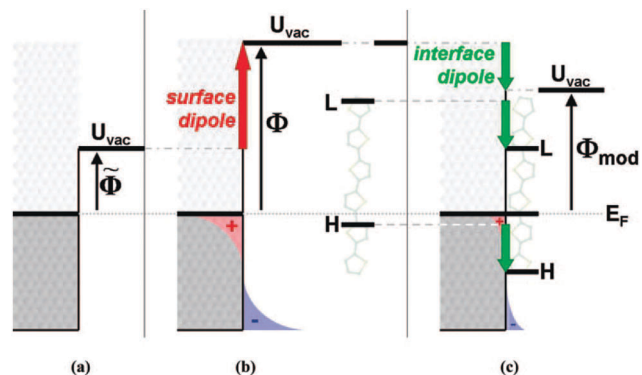 U_vac
Φ̃
(a)
U_vac
surface
dipole
Φ
+
-
L
H
(b)
interface
dipole
U_vac
L
Φ_mod
E_F
+
H
-
(c)